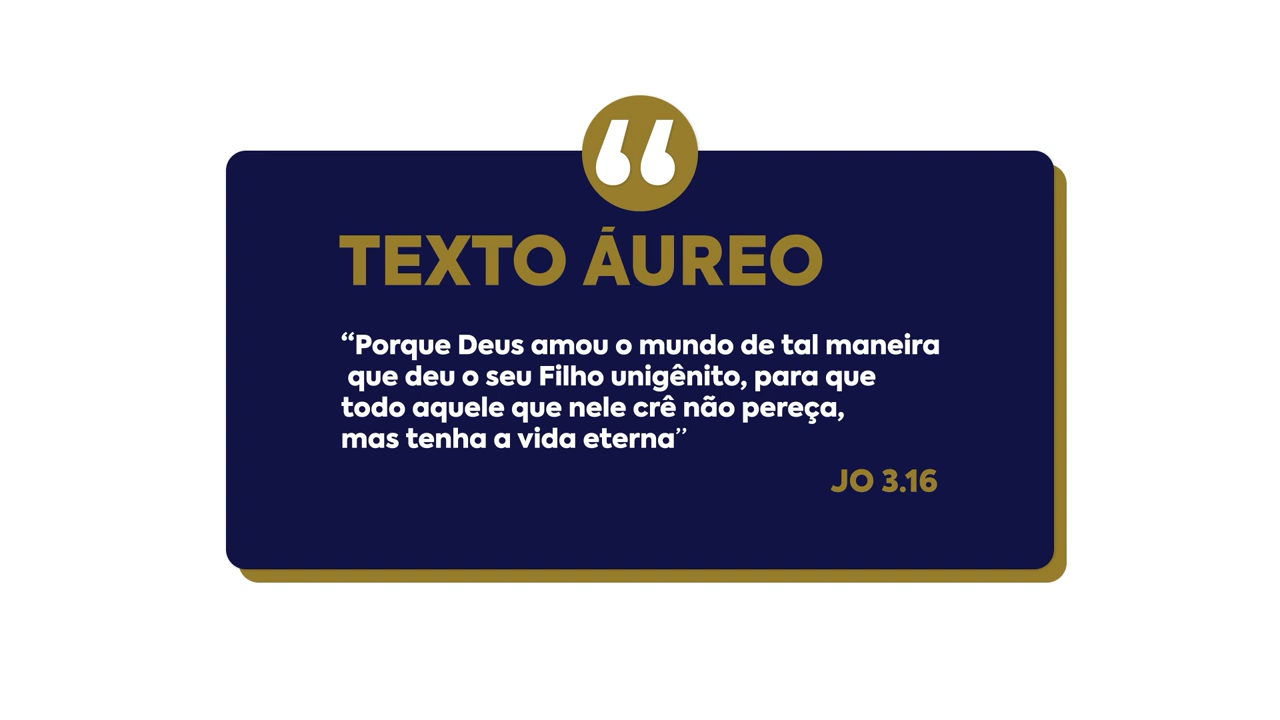 “
TEXTO ÁUREO
“Porque Deus amou o mundo de tal maneira
que deu o seu Filho unigênito, para que
todo aquele que nele crê não pereça,
mas tenha a vida eterna”
JO 3.16